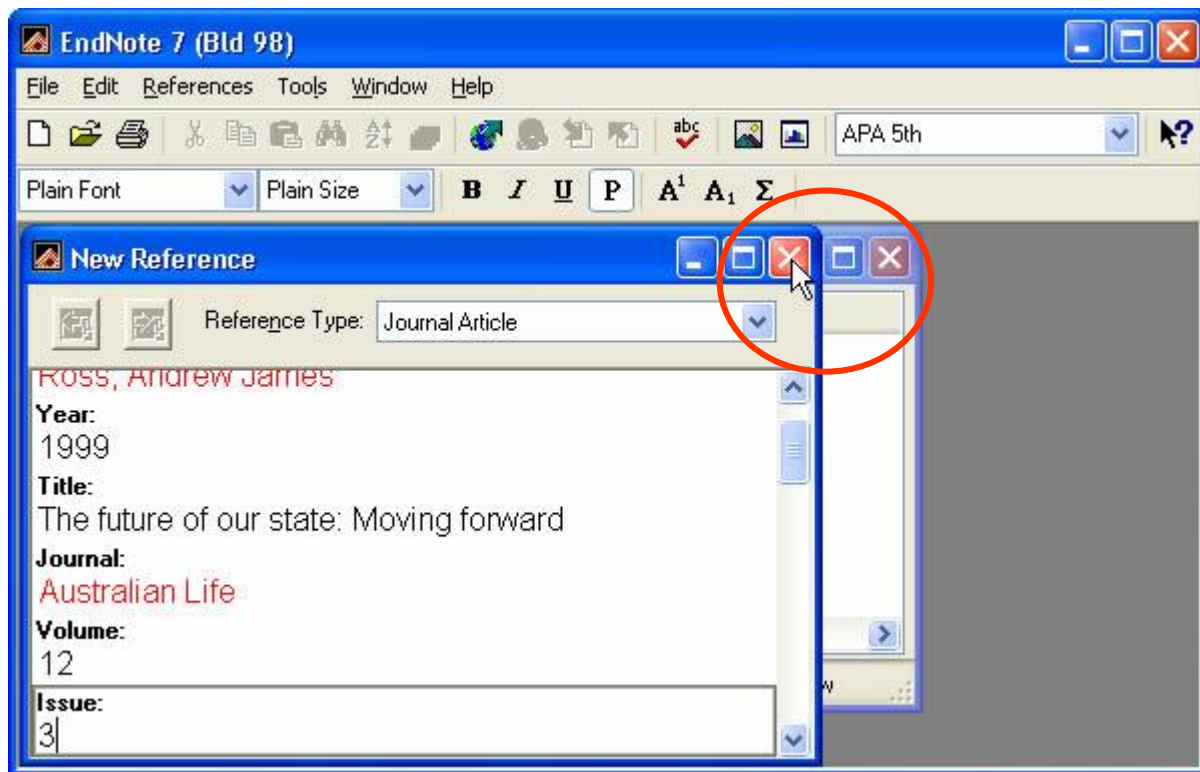 EndNote 7 (Bld 98)
File Edit References Tools Window Help
abc APA 5th ?
Plain Font Plain Size B I U P A¹ A₁ Σ
New Reference
Reference Type: Journal Article
Ross, Andrew James
Year:
1999
Title:
The future of our state: Moving forward
Journal:
Australian Life
Volume:
12
Issue:
3
w